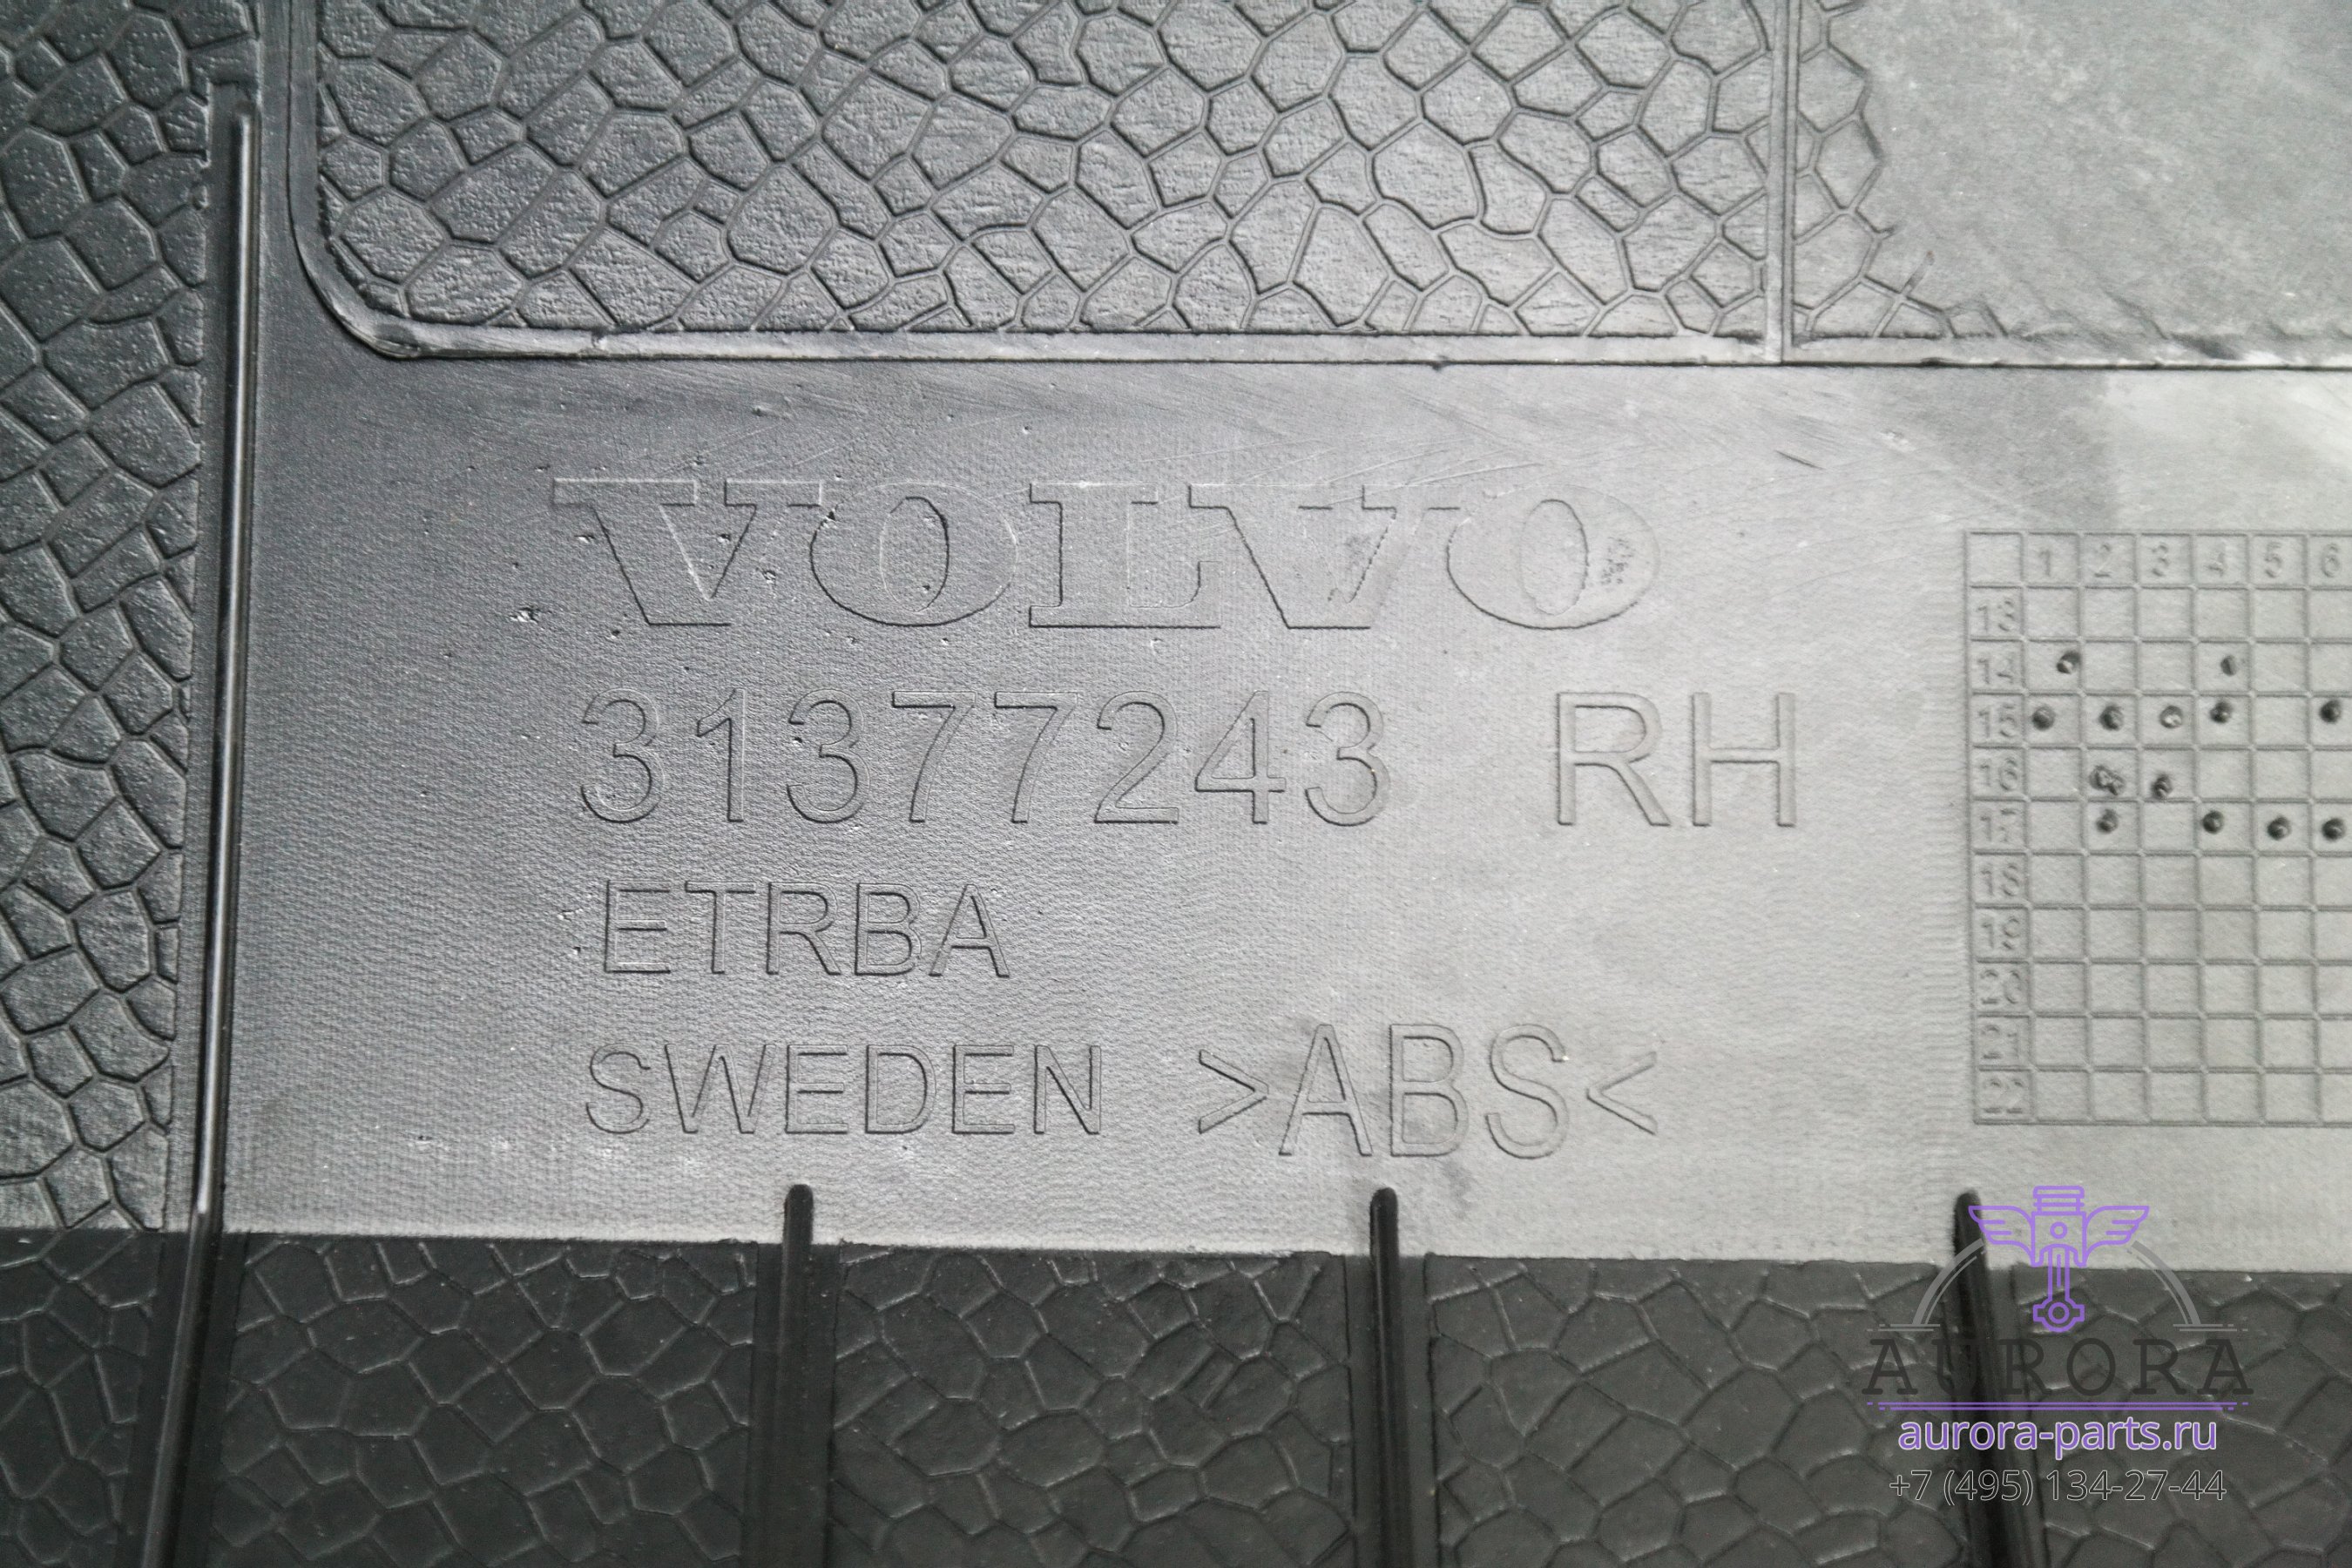 VOLVO
31377243 RH
ETRBA
SWEDEN >ABS<
1 2 3 4 5 6
13
14
15
16
17
18
19
20
21
22
AURORA
aurora-parts.ru
+7 (495) 134-27-44